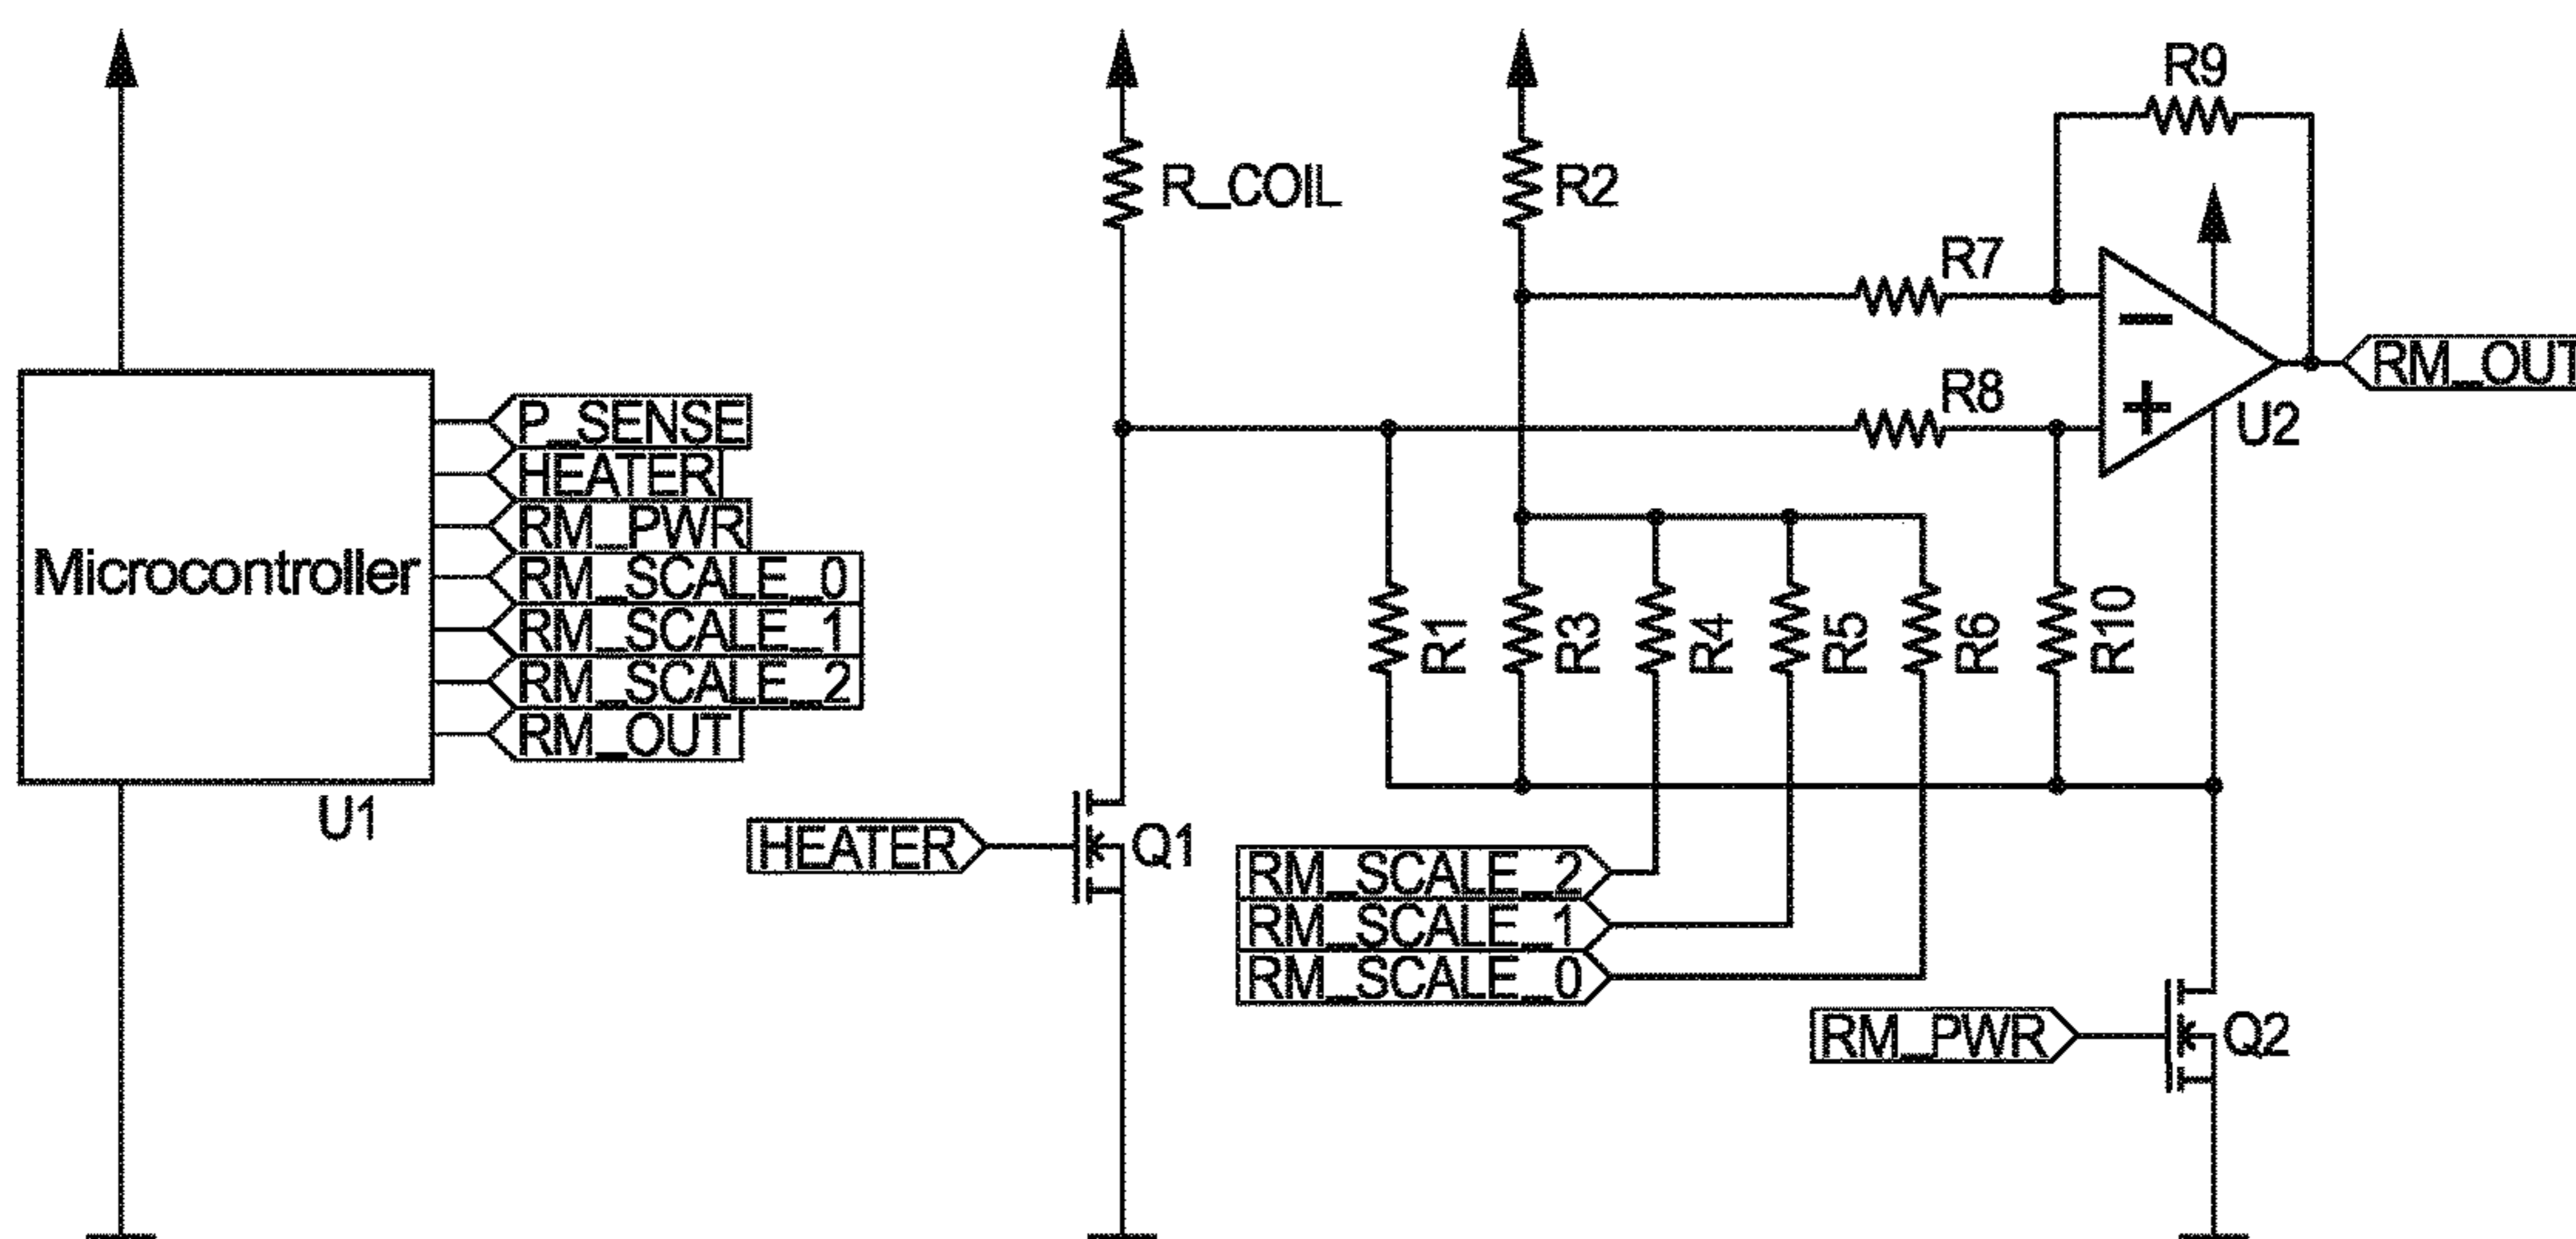 R9
R_COIL
R2
R7
R8
RM_OUT
U2
P_SENSE
HEATER
RM_PWR
RM_SCALE_0
RM_SCALE_1
RM_SCALE_2
RM_OUT
Microcontroller
U1
R1
R3
R4
R5
R6
R10
HEATER
Q1
RM_SCALE_2
RM_SCALE_1
RM_SCALE_0
RM_PWR
Q2
-
+